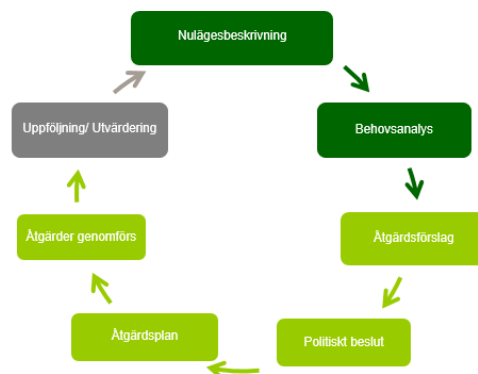 Nulägesbeskrivning
Behovsanalys
Åtgärdsförslag
Politiskt beslut
Åtgärdsplan
Åtgärder genomförs
Uppföljning/ Utvärdering